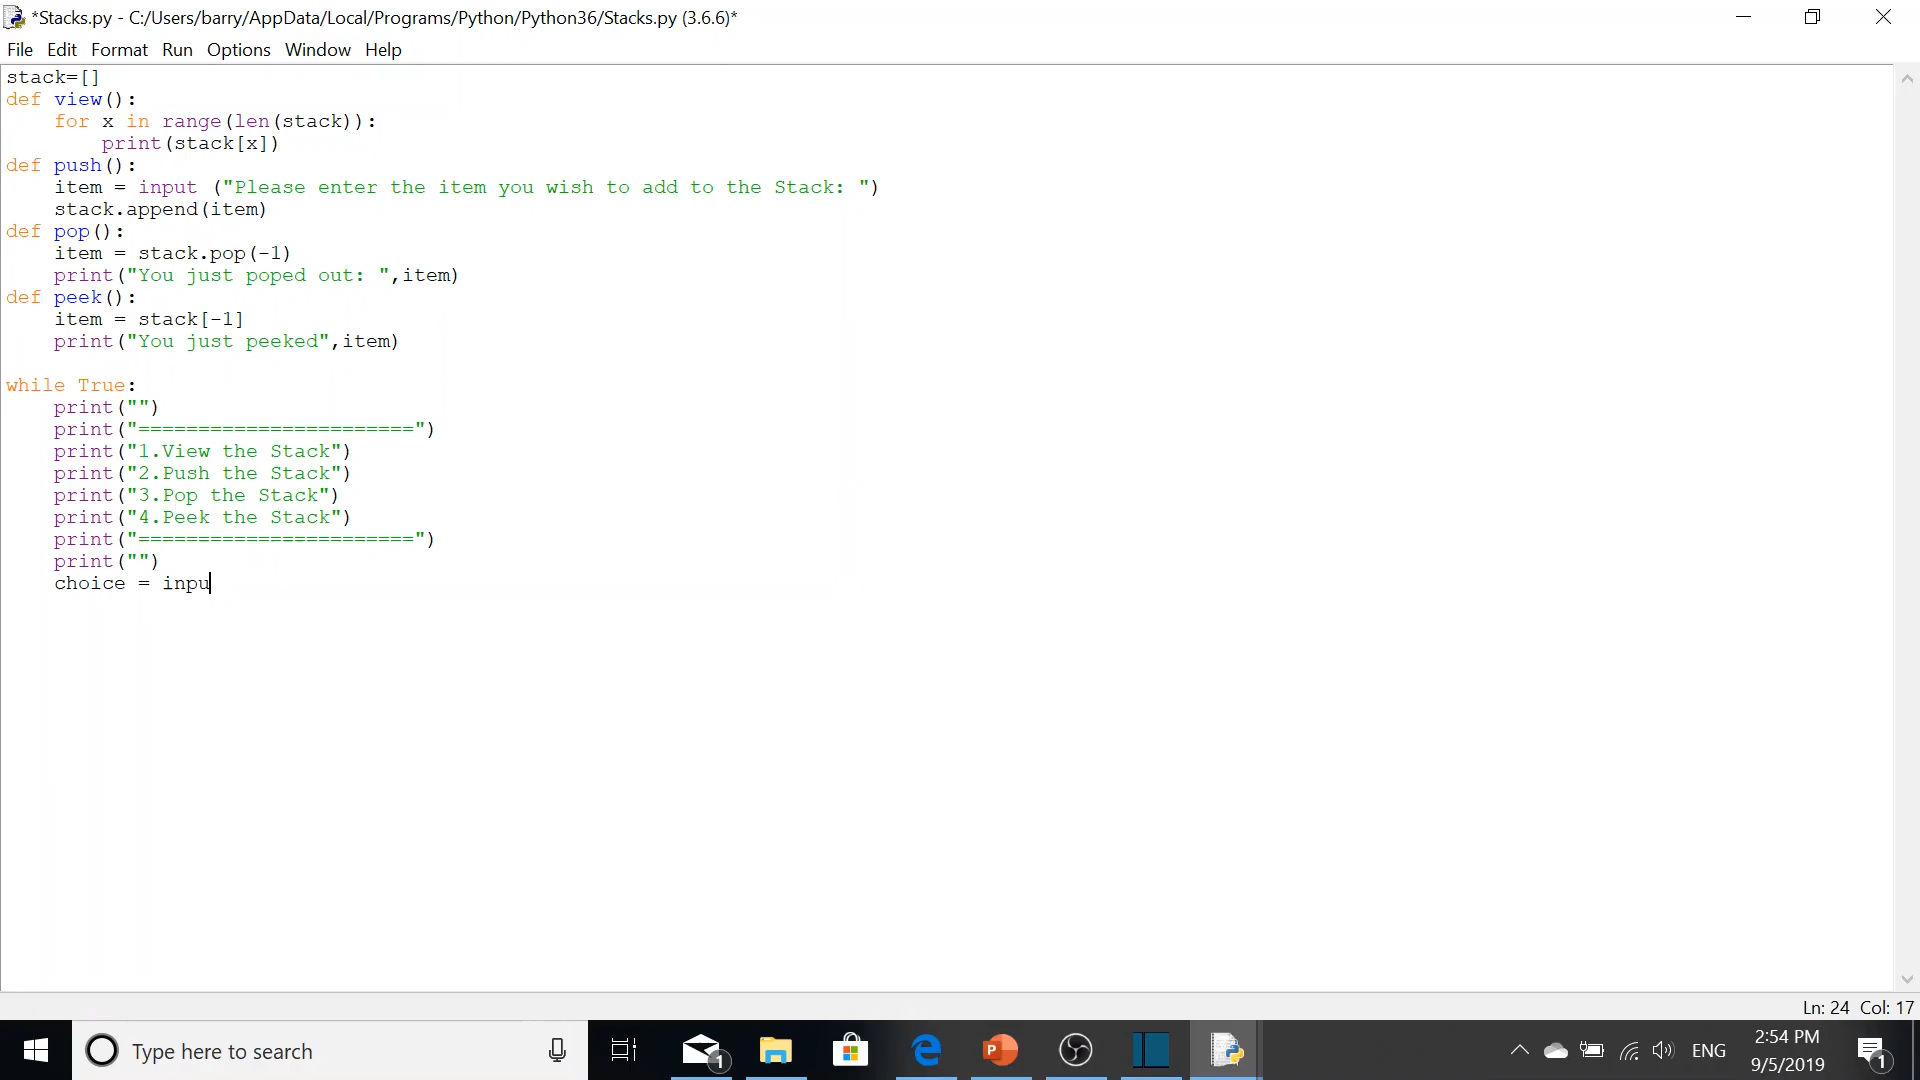 *Stacks.py - C:/Users/barry/AppData/Local/Programs/Python/Python36/Stacks.py (3.6.6)*
File Edit Format Run Options Window Help
stack=[]
def view():
    for x in range(len(stack)):
        print(stack[x])
def push():
    item = input ("Please enter the item you wish to add to the Stack: ")
    stack.append(item)
def pop():
    item = stack.pop(-1)
    print("You just poped out: ",item)
def peek():
    item = stack[-1]
    print("You just peeked",item)
while True:
    print("")
    print("=======================")
    print("1.View the Stack")
    print("2.Push the Stack")
    print("3.Pop the Stack")
    print("4.Peek the Stack")
    print("=======================")
    print("")
    choice = inpu
Ln: 24 Col: 17
Type here to search
1
P
ENG
2:54 PM
9/5/2019
1